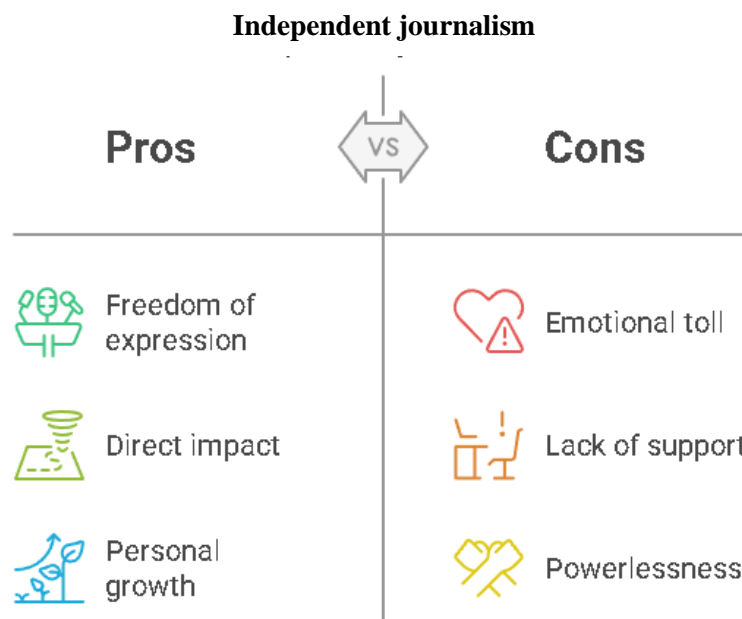 Independent journalism
Pros
VS
Cons
Freedom of
expression
Emotional toll
Direct impact
Lack of support
Personal
growth
Powerlessness